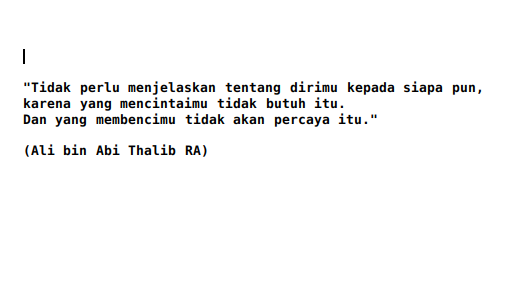 "Tidak perlu menjelaskan tentang dirimu kepada siapa pun,
karena yang mencintaimu tidak butuh itu.
Dan yang membencimu tidak akan percaya itu."
(Ali bin Abi Thalib RA)